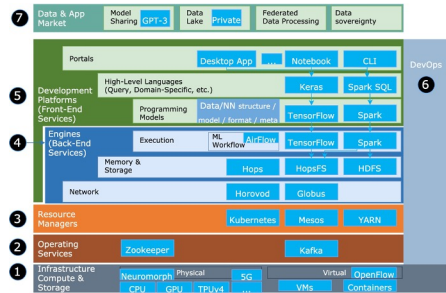 7
Data & App
Market
Model
Sharing
GPT-3
Data
Lake
Private
Federated
Data Processing
Data
sovereignty
DevOps
6
5
Development
Platforms
(Front-End
Services)
Portals
Desktop App
...
Notebook
CLI
High-Level Languages
(Query, Domain-Specific, etc.)
Keras
Spark SQL
Programming
Models
Data/NN structure /
model / format / meta
TensorFlow
Spark
4
Engines
(Back-End
Services)
Execution
ML
Workflow
AirFlow
TensorFlow
Spark
Memory &
Storage
Hops
HopsFS
HDFS
Network
Horovod
Globus
3
Resource
Managers
Kubernetes
Mesos
YARN
2
Operating
Services
Zookeeper
Kafka
1
Infrastructure
Compute &
Storage
Neuromorph
Physical
5G
CPU
GPU
TPUv4
...
Virtual
OpenFlow
VMs
Containers